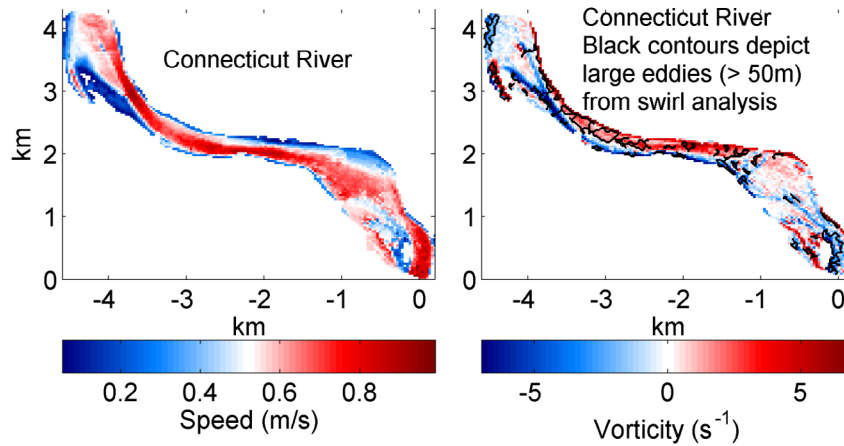 Connecticut River
4
3
2
1
0
km
-4
-3
-2
-1
0
km
0.2
0.4
0.6
0.8
Speed (m/s)
Connecticut River
Black contours depict
large eddies (> 50m)
from swirl analysis
4
3
2
1
0
-4
-3
-2
-1
0
km
-5
0
5
Vorticity (s⁻¹)